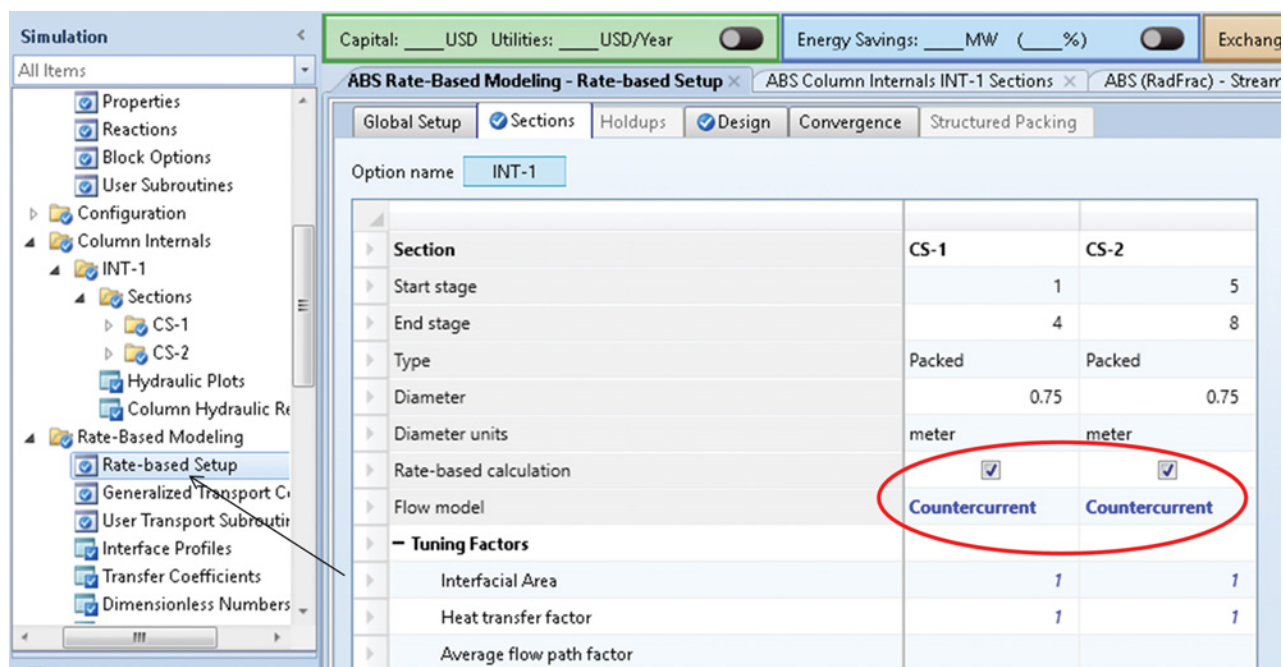 Simulation
All Items
Properties
Reactions
Block Options
User Subroutines
Configuration
Column Internals
INT-1
Sections
CS-1
CS-2
Hydraulic Plots
Column Hydraulic Re
Rate-Based Modeling
Rate-based Setup
Generalized Transport C
User Transport Subroutin
Interface Profiles
Transfer Coefficients
Dimensionless Numbers
Capital: ____USD Utilities: ____USD/Year
Energy Savings: ____MW (____%)
Exchang
ABS Rate-Based Modeling - Rate-based Setup × ABS Column Internals INT-1 Sections × ABS (RadFrac) - Stream
Global Setup Sections Holdups Design Convergence Structured Packing
Option name INT-1
Section CS-1 CS-2
Start stage 1 5
End stage 4 8
Type Packed Packed
Diameter 0.75 0.75
Diameter units meter meter
Rate-based calculation
Flow model Countercurrent Countercurrent
− Tuning Factors
Interfacial Area 1 1
Heat transfer factor 1 1
Average flow path factor